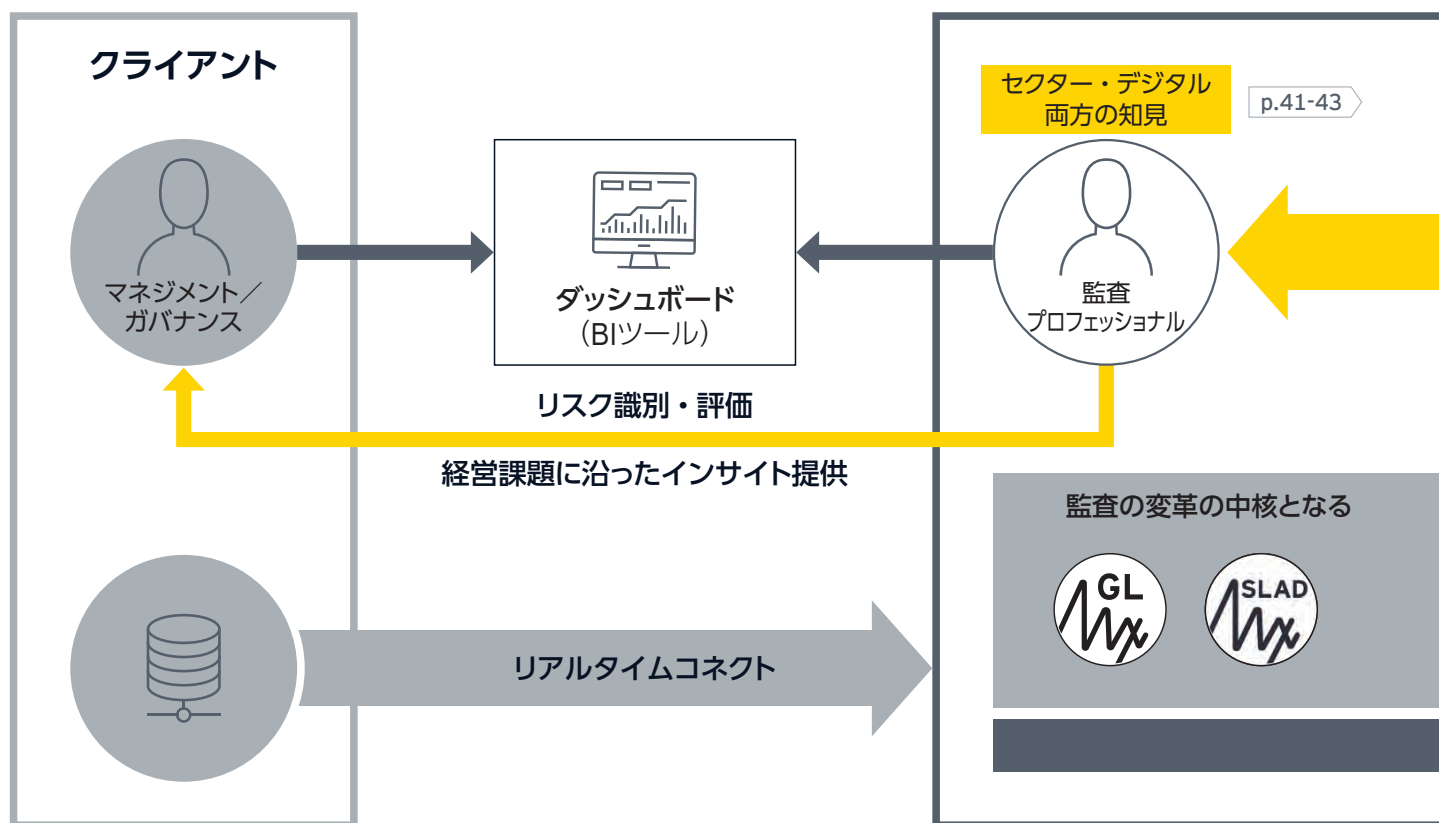 クライアント
マネジメント／
ガバナンス
ダッシュボード
（BIツール）
セクター・デジタル
両方の知見
p.41-43
監査
プロフェッショナル
リスク識別・評価
経営課題に沿ったインサイト提供
リアルタイムコネクト
監査の変革の中核となる
GL
SLAD